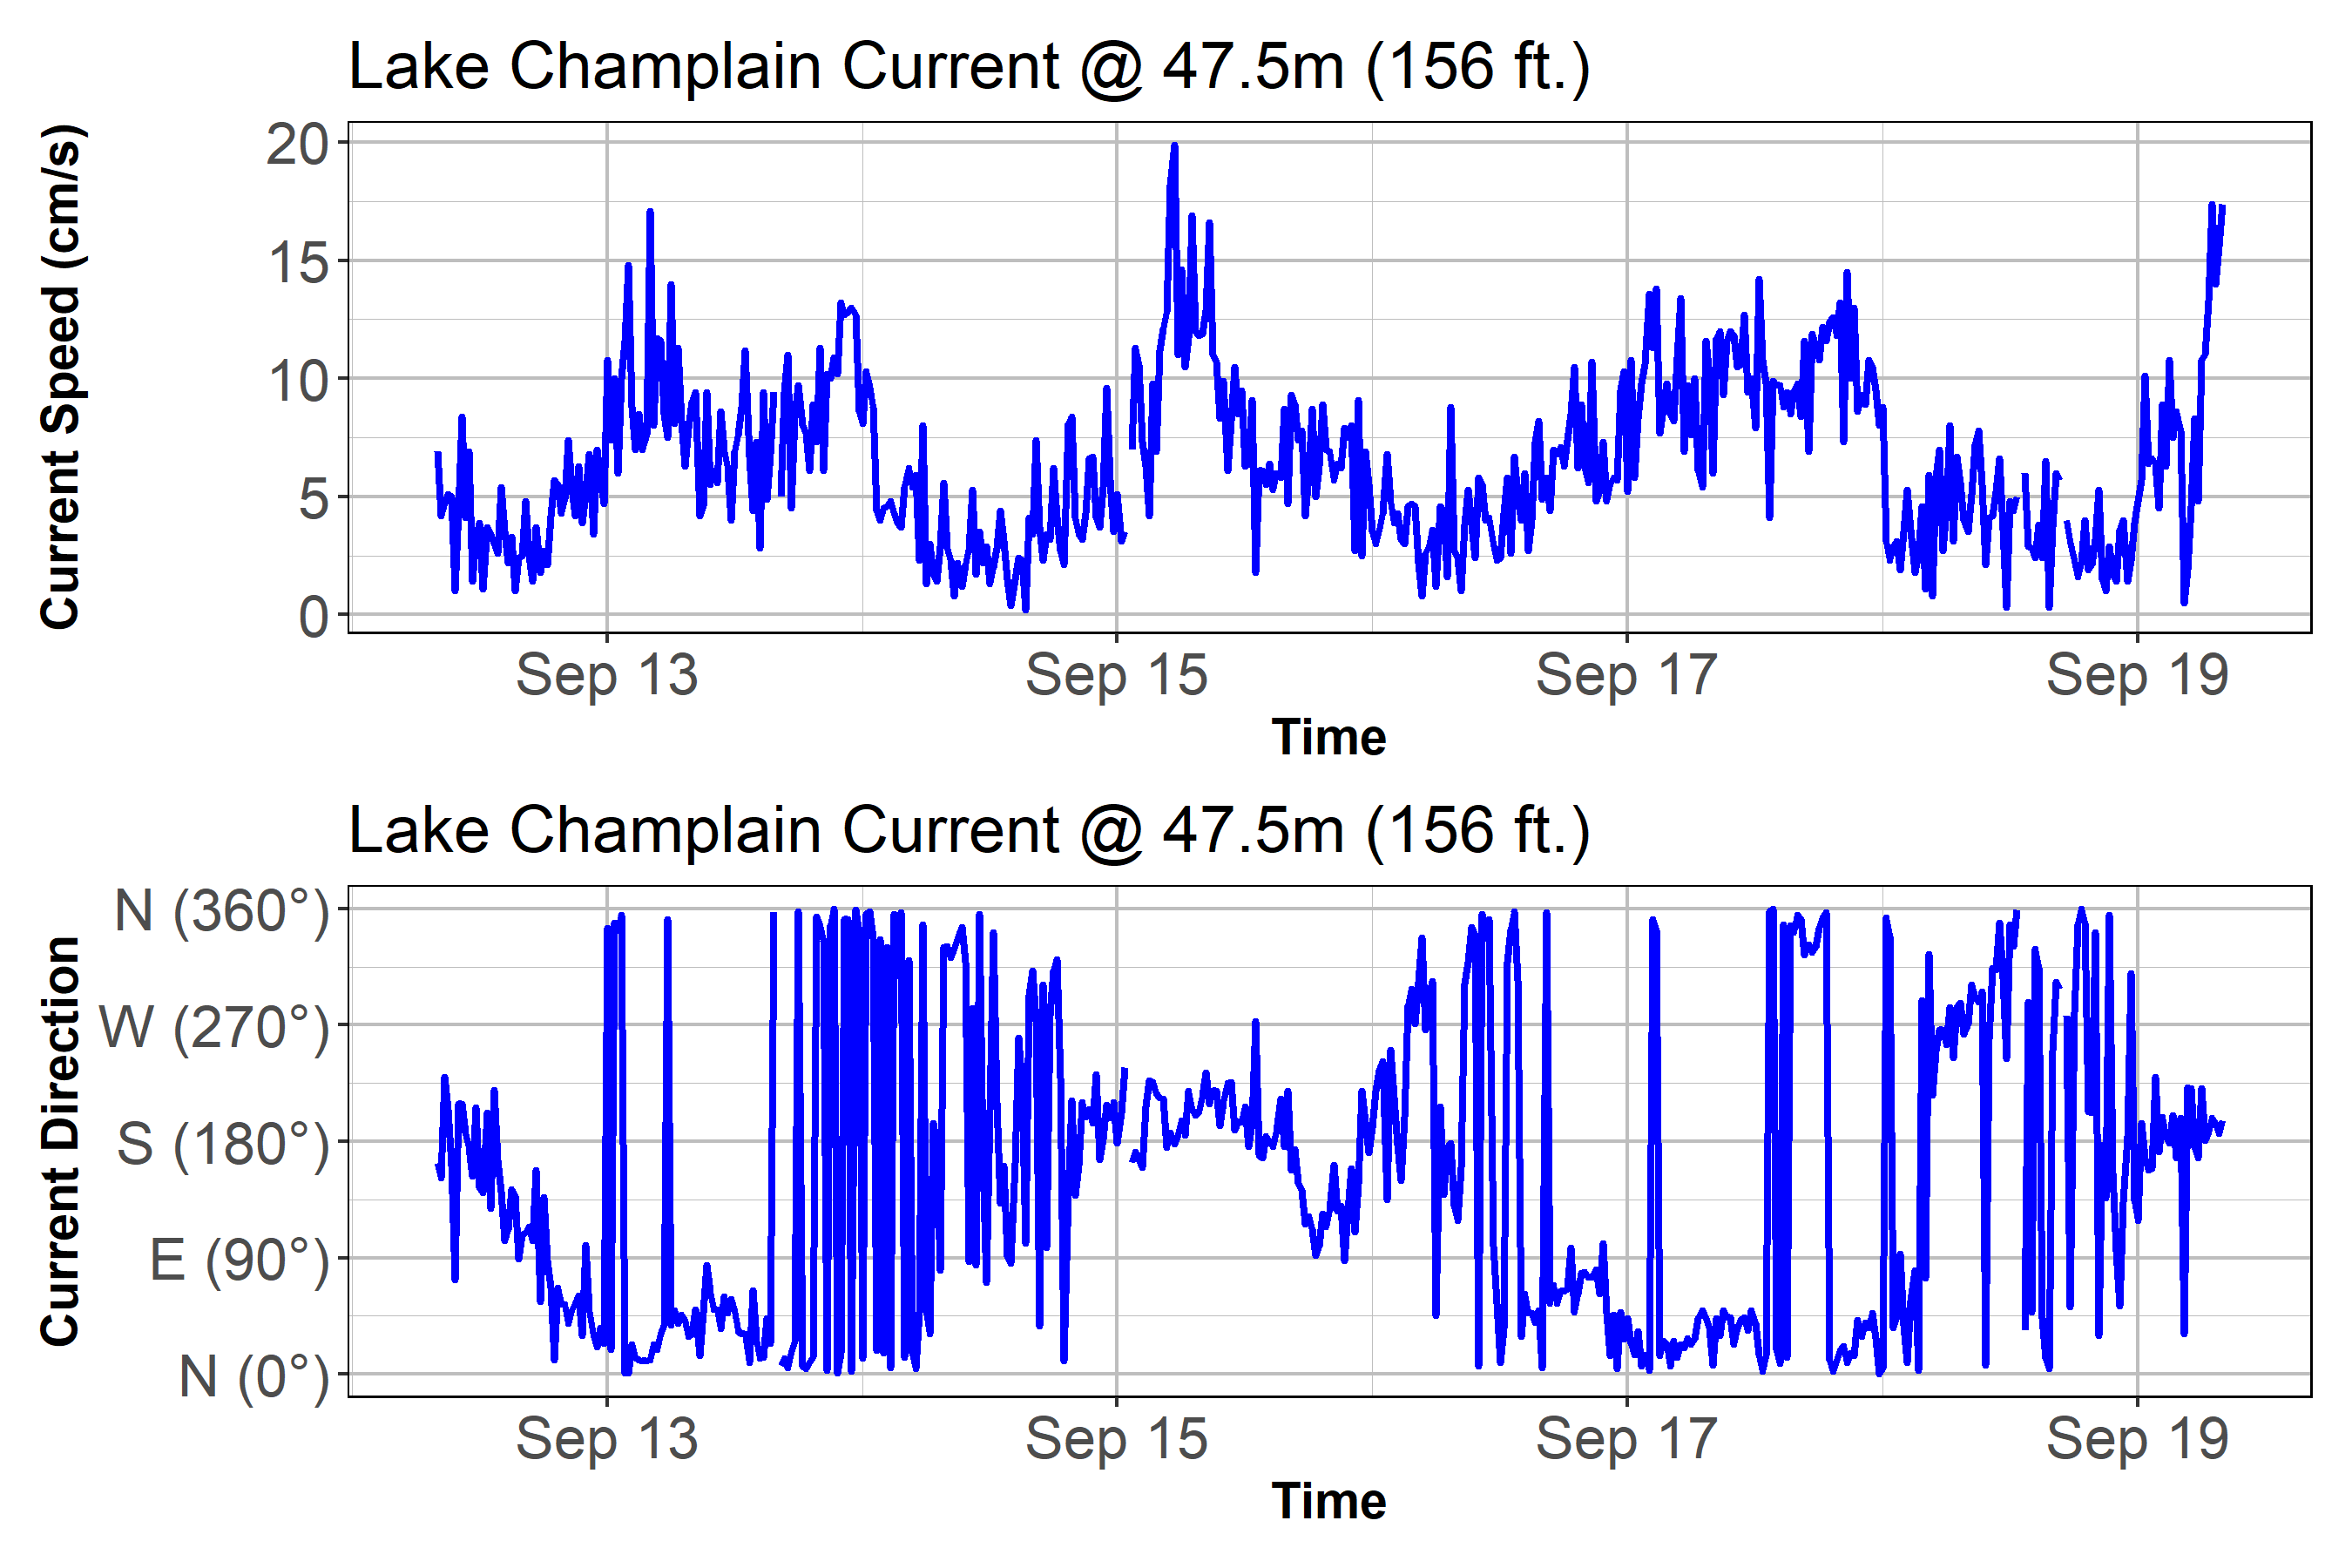 Lake Champlain Current @ 47.5m (156 ft.)
Current Speed (cm/s)
20
15
10
5
0
Sep 13 Sep 15 Sep 17 Sep 19
Time
Lake Champlain Current @ 47.5m (156 ft.)
Current Direction
N (360°)
W (270°)
S (180°)
E (90°)
N (0°)
Sep 13 Sep 15 Sep 17 Sep 19
Time